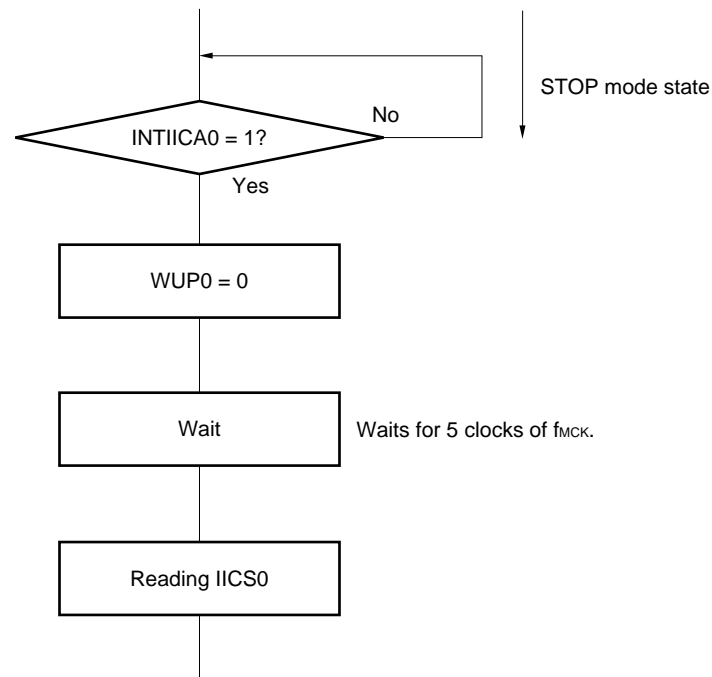 STOP mode state
No
INTIICA0 = 1?
Yes
WUP0 = 0
Wait
Waits for 5 clocks of fMCK.
Reading IICS0